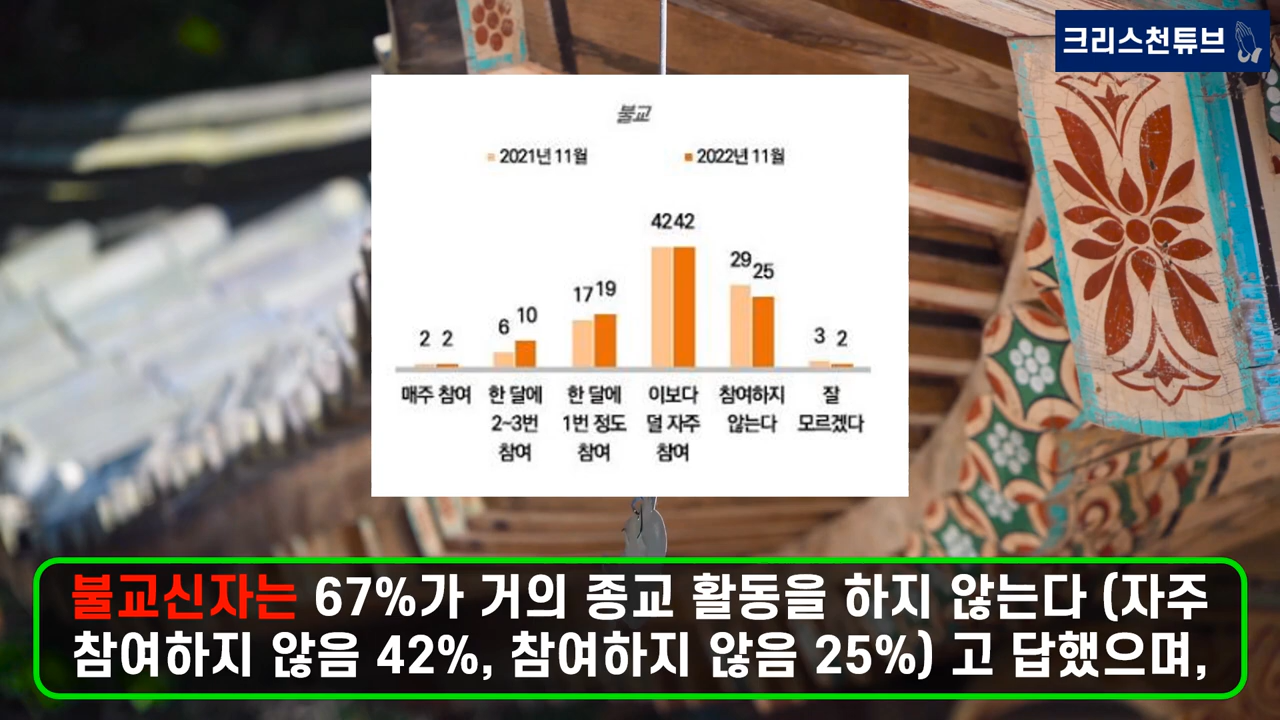 크리스천튜브
불교
2021년 11월 2022년 11월
42 42
29
25
17 19
6 10
2 2
3 2
매주 참여
한 달에
2~3번
참여
한 달에
1번 정도
참여
이보다
덜 자주
참여
참여하지
않는다
잘
모르겠다
불교신자는 67%가 거의 종교 활동을 하지 않는다 (자주
참여하지 않음 42%, 참여하지 않음 25%) 고 답했으며,